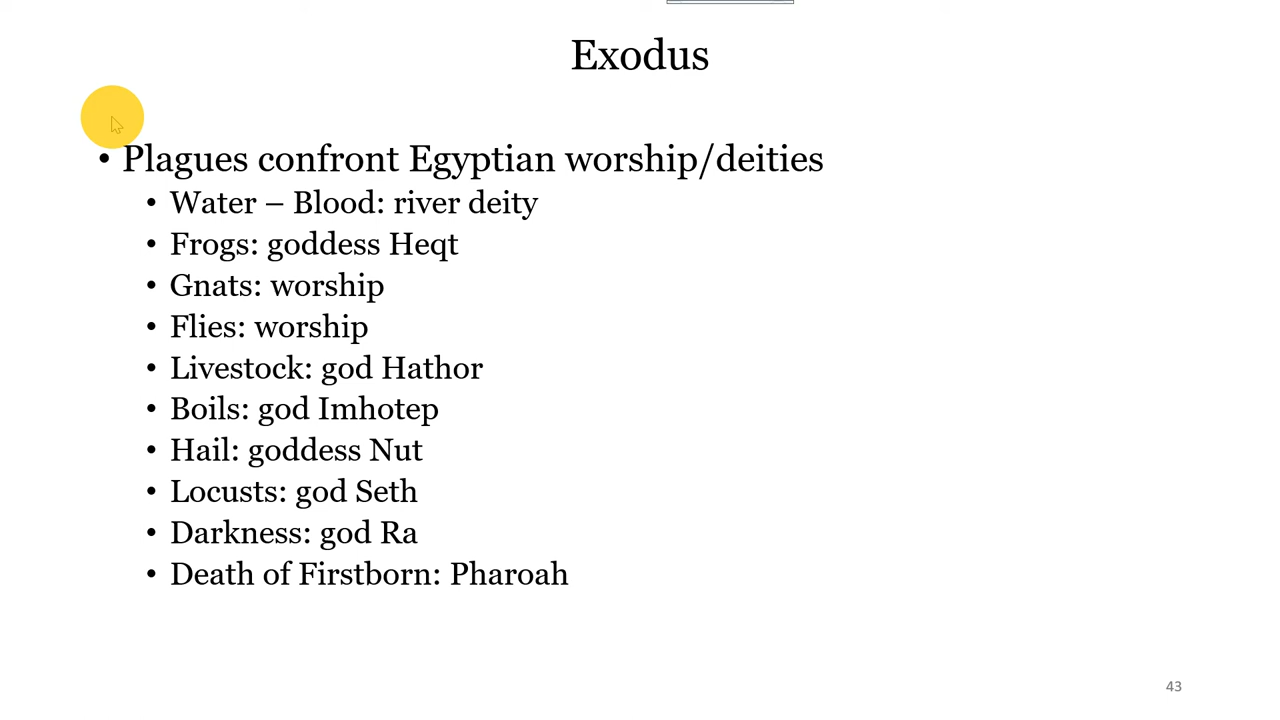 Exodus
• Plagues confront Egyptian worship/deities
• Water – Blood: river deity
• Frogs: goddess Heqt
• Gnats: worship
• Flies: worship
• Livestock: god Hathor
• Boils: god Imhotep
• Hail: goddess Nut
• Locusts: god Seth
• Darkness: god Ra
• Death of Firstborn: Pharoah
43